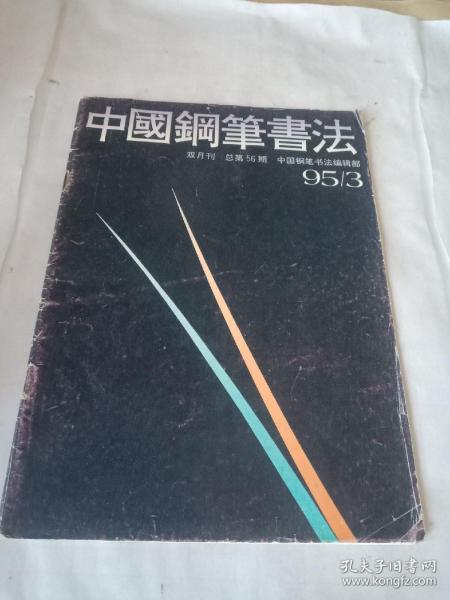 中國鋼筆書法
双月刊 总第56期 中国钢笔书法编辑部
95/3
孔夫子旧书网
www.kongfz.com